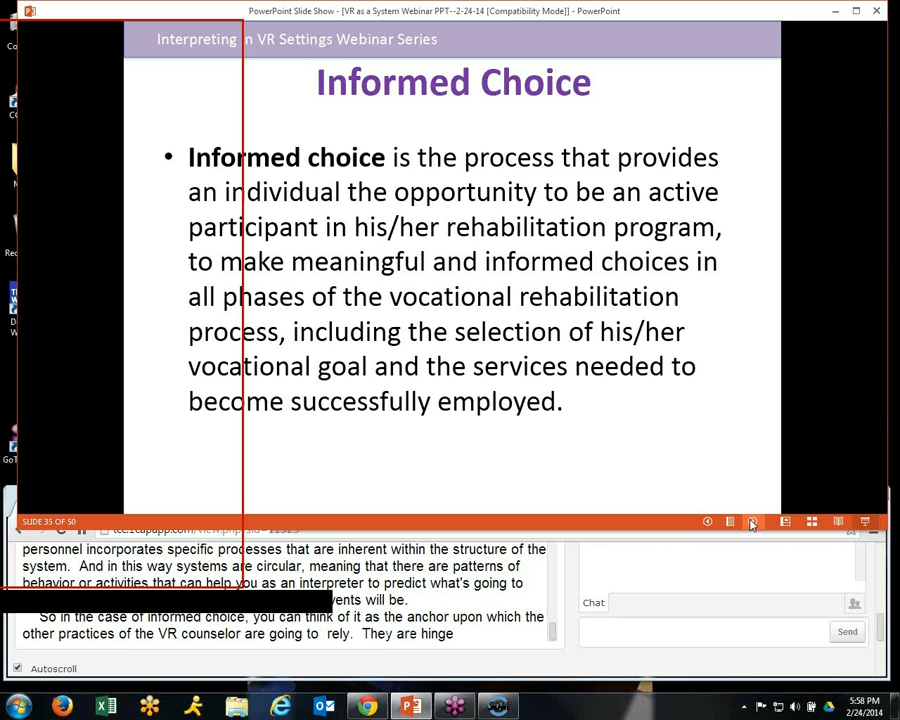 PowerPoint Slide Show - [VR as a System Webinar PPT--2-24-14 [Compatibility Mode]] - PowerPoint
Interpreting in VR Settings Webinar Series
Informed Choice
• Informed choice is the process that provides
an individual the opportunity to be an active
participant in his/her rehabilitation program,
to make meaningful and informed choices in
all phases of the vocational rehabilitation
process, including the selection of his/her
vocational goal and the services needed to
become successfully employed.
SLIDE 35 OF 50
personnel incorporates specific processes that are inherent within the structure of the
system. And in this way systems are circular, meaning that there are patterns of
behavior or activities that can help you as an interpreter to predict what's going to
vents will be.
So in the case of informed choice, you can think of it as the anchor upon which the
other practices of the VR counselor are going to rely. They are hinge
Chat
Send
Autoscroll
5:58 PM
2/24/2014